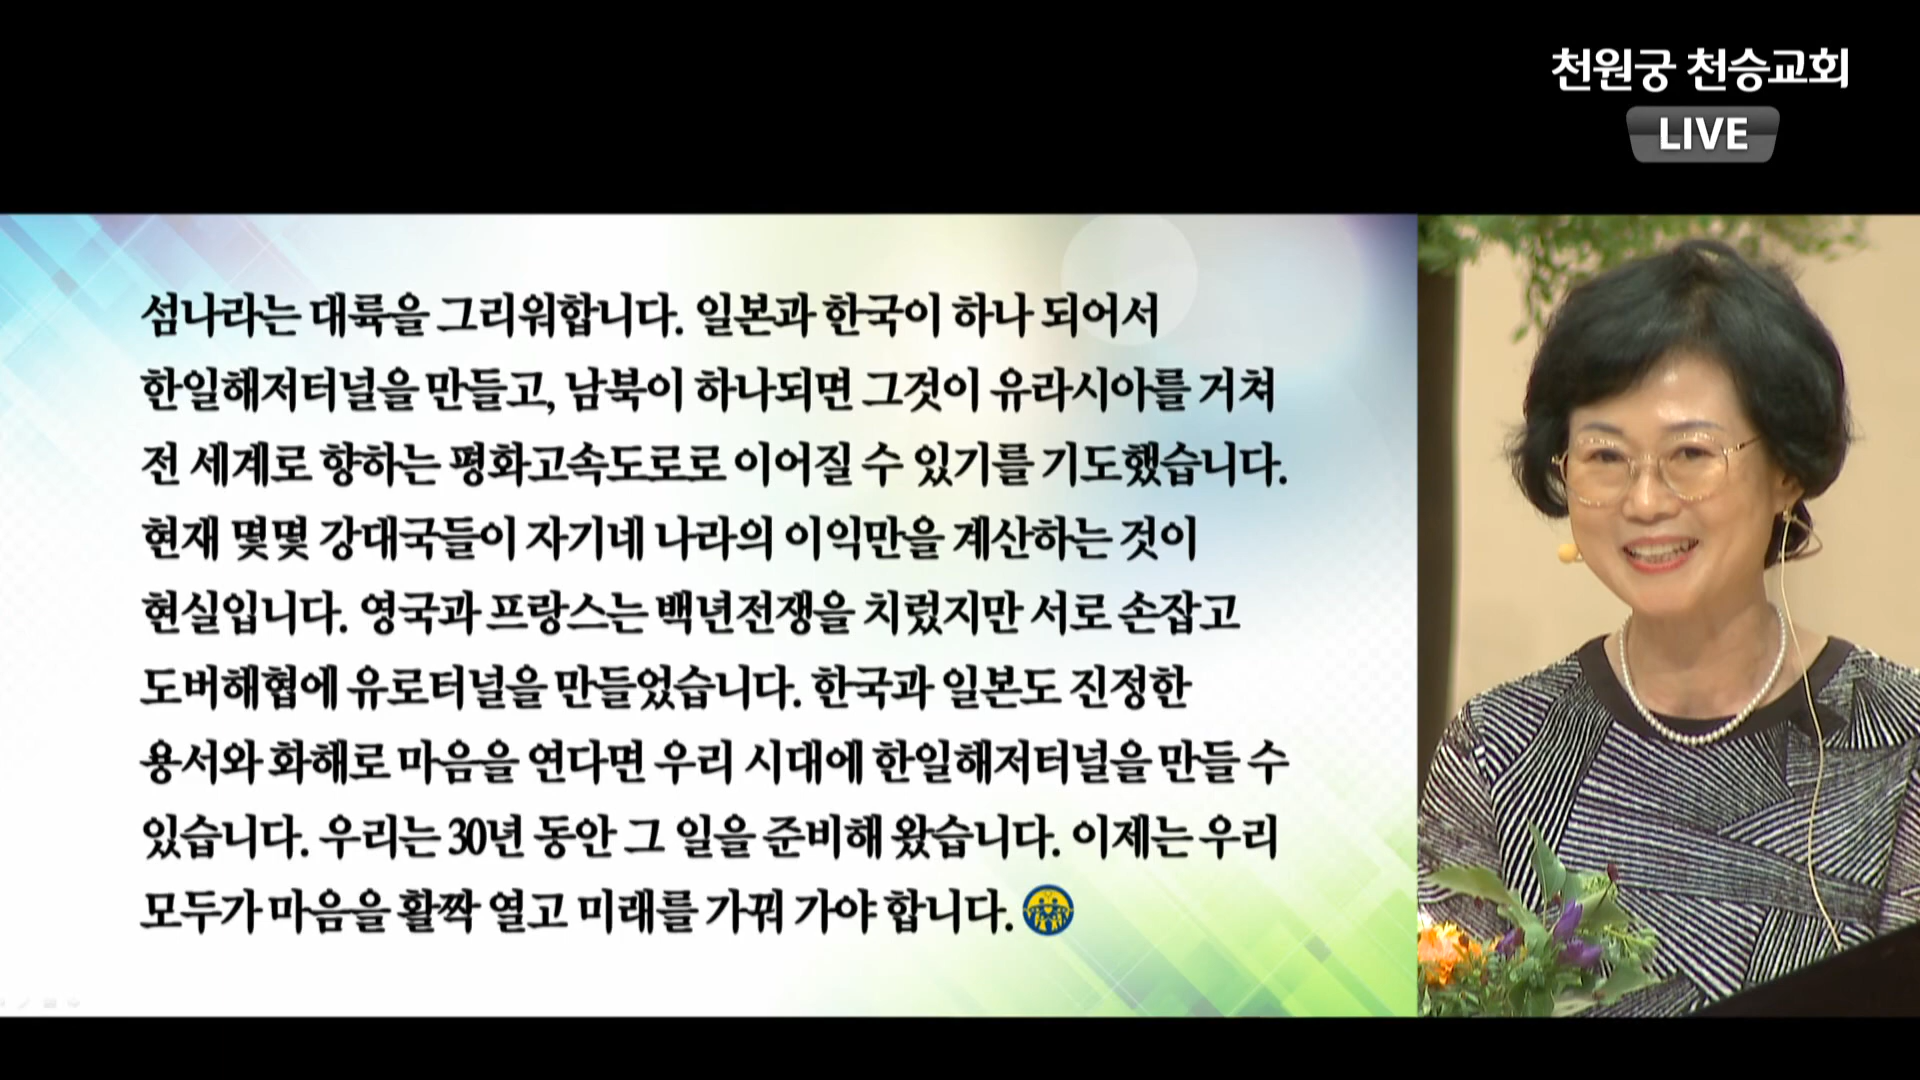 천원궁 천승교회
LIVE
섬나라는 대륙을 그리워합니다. 일본과 한국이 하나 되어서
한일해저터널을 만들고, 남북이 하나되면 그것이 유라시아를 거쳐
전 세계로 향하는 평화고속도로로 이어질 수 있기를 기도했습니다.
현재 몇몇 강대국들이 자기네 나라의 이익만을 계산하는 것이
현실입니다. 영국과 프랑스는 백년전쟁을 치렀지만 서로 손잡고
도버해협에 유로터널을 만들었습니다. 한국과 일본도 진정한
용서와 화해로 마음을 연다면 우리 시대에 한일해저터널을 만들 수
있습니다. 우리는 30년 동안 그 일을 준비해 왔습니다. 이제는 우리
모두가 마음을 활짝 열고 미래를 가꿔 가야 합니다.